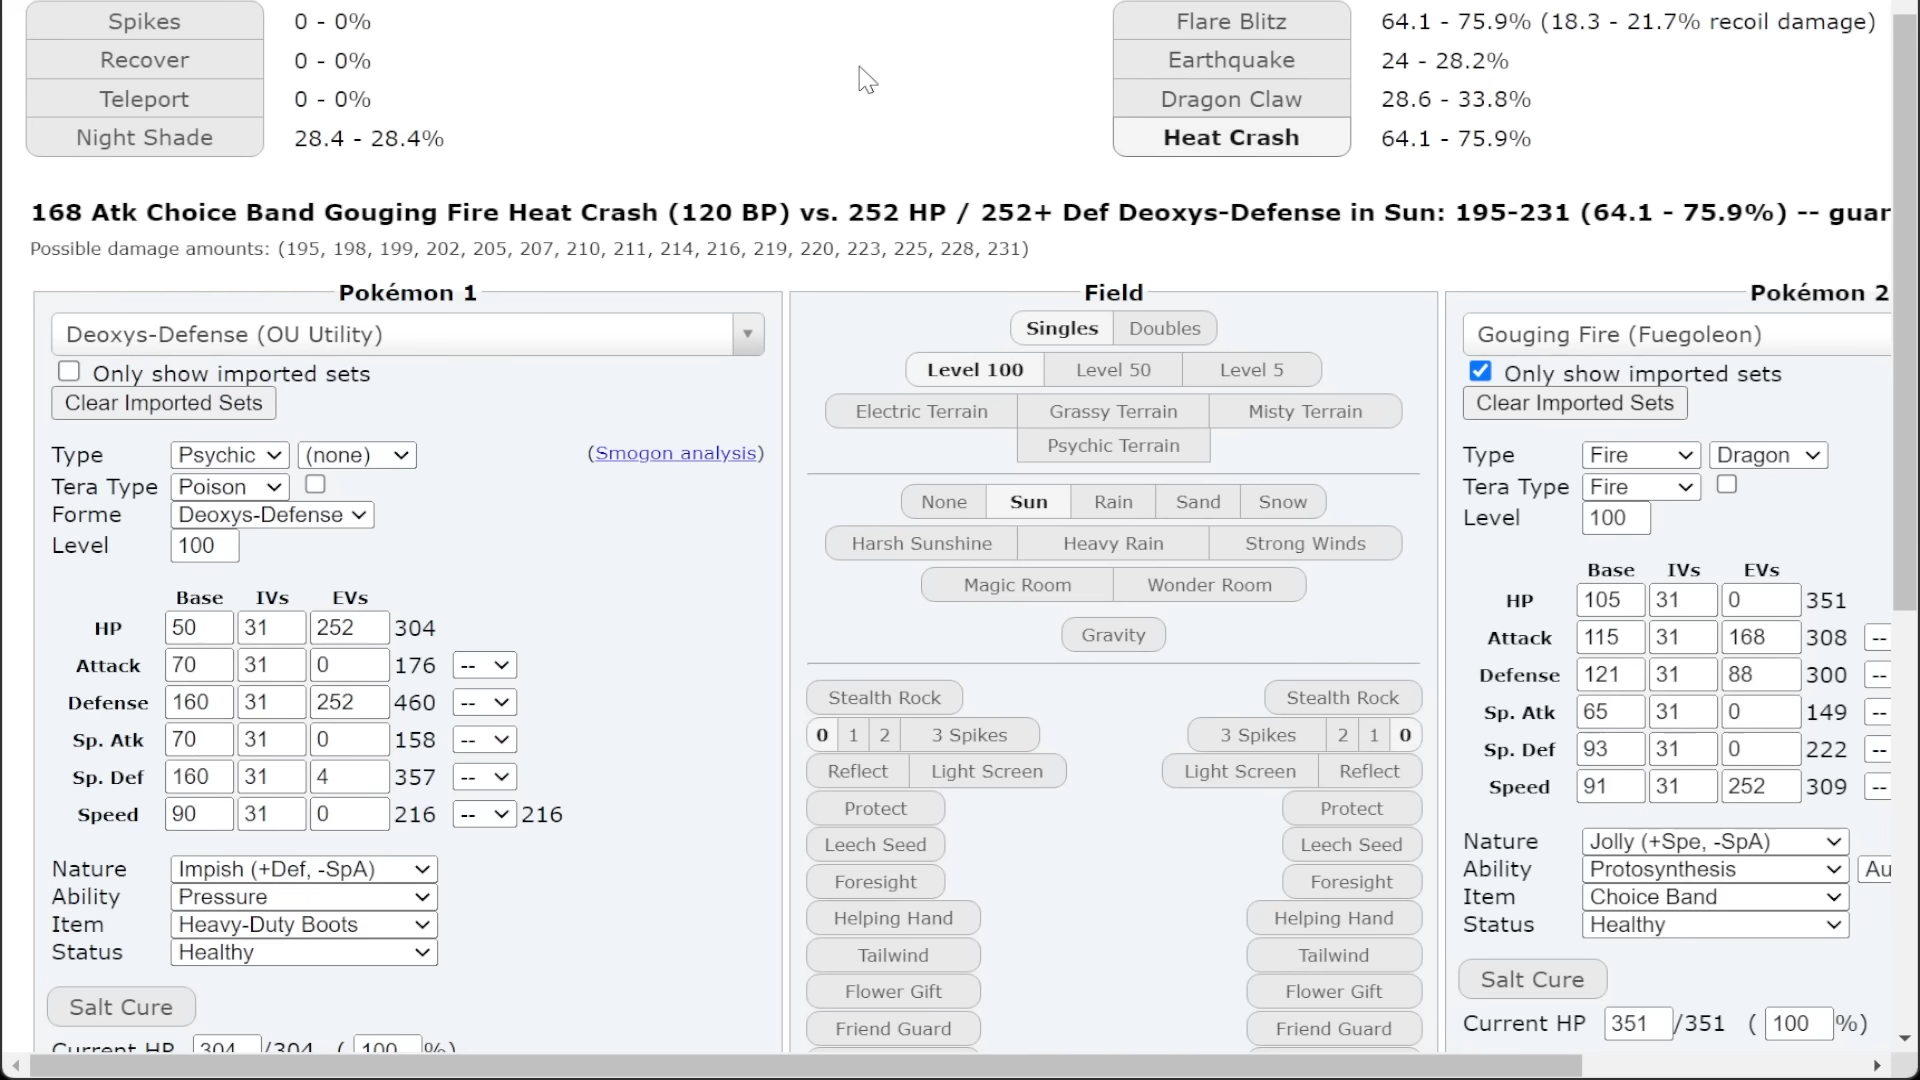 Spikes 0 - 0%
Recover 0 - 0%
Teleport 0 - 0%
Night Shade 28.4 - 28.4%
Flare Blitz 64.1 - 75.9% (18.3 - 21.7% recoil damage)
Earthquake 24 - 28.2%
Dragon Claw 28.6 - 33.8%
Heat Crash 64.1 - 75.9%
168 Atk Choice Band Gouging Fire Heat Crash (120 BP) vs. 252 HP / 252+ Def Deoxys-Defense in Sun: 195-231 (64.1 - 75.9%) -- guar
Possible damage amounts: (195, 198, 199, 202, 205, 207, 210, 211, 214, 216, 219, 220, 223, 225, 228, 231)
Pokémon 1
Deoxys-Defense (OU Utility)
Only show imported sets
Clear Imported Sets
Type Psychic (none) (Smogon analysis)
Tera Type Poison
Forme Deoxys-Defense
Level 100
Base IVs EVs
HP 50 31 252 304
Attack 70 31 0 176 --
Defense 160 31 252 460 --
Sp. Atk 70 31 0 158 --
Sp. Def 160 31 4 357 --
Speed 90 31 0 216 -- 216
Nature Impish (+Def, -SpA)
Ability Pressure
Item Heavy-Duty Boots
Status Healthy
Salt Cure
Current HP 304 /304 ( 100 %)
Field
Singles Doubles
Level 100 Level 50 Level 5
Electric Terrain Grassy Terrain Misty Terrain
Psychic Terrain
None Sun Rain Sand Snow
Harsh Sunshine Heavy Rain Strong Winds
Magic Room Wonder Room
Gravity
Stealth Rock Stealth Rock
0 1 2 3 Spikes 3 Spikes 2 1 0
Reflect Light Screen Light Screen Reflect
Protect Protect
Leech Seed Leech Seed
Foresight Foresight
Helping Hand Helping Hand
Tailwind Tailwind
Flower Gift Flower Gift
Friend Guard Friend Guard
Pokémon 2
Gouging Fire (Fuegoleon)
Only show imported sets
Clear Imported Sets
Type Fire Dragon
Tera Type Fire
Level 100
Base IVs EVs
HP 105 31 0 351
Attack 115 31 168 308 --
Defense 121 31 88 300 --
Sp. Atk 65 31 0 149 --
Sp. Def 93 31 0 222 --
Speed 91 31 252 309 --
Nature Jolly (+Spe, -SpA)
Ability Protosynthesis Au
Item Choice Band
Status Healthy
Salt Cure
Current HP 351 /351 ( 100 %)